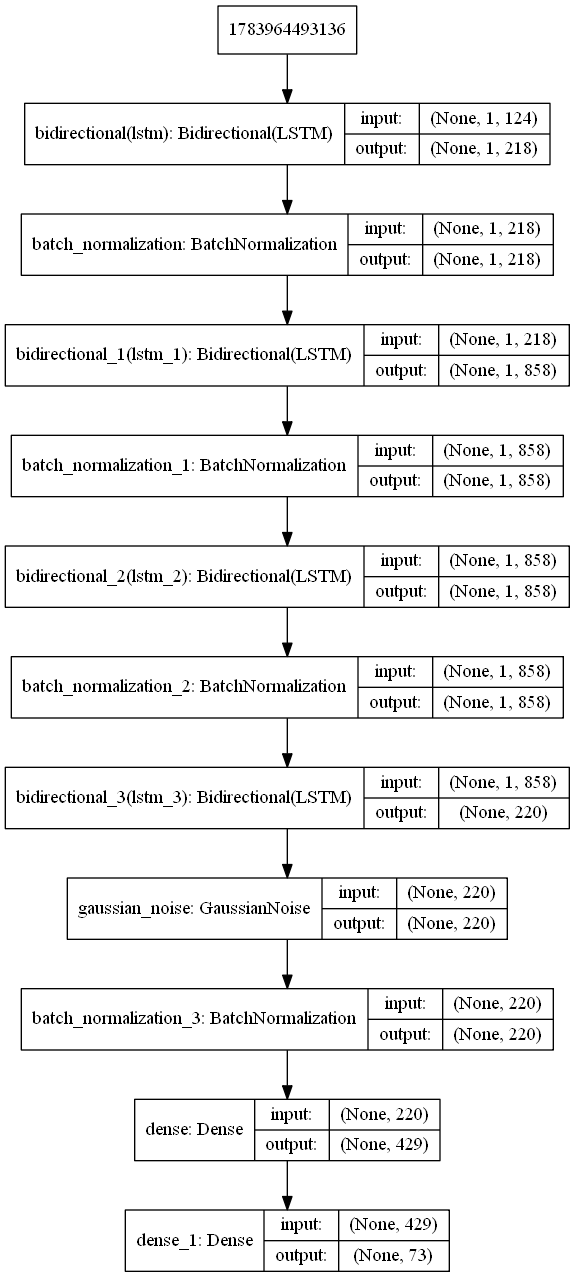 1783964493136
bidirectional(lstm): Bidirectional(LSTM)
input: (None, 1, 124)
output: (None, 1, 218)
batch_normalization: BatchNormalization
input: (None, 1, 218)
output: (None, 1, 218)
bidirectional_1(lstm_1): Bidirectional(LSTM)
input: (None, 1, 218)
output: (None, 1, 858)
batch_normalization_1: BatchNormalization
input: (None, 1, 858)
output: (None, 1, 858)
bidirectional_2(lstm_2): Bidirectional(LSTM)
input: (None, 1, 858)
output: (None, 1, 858)
batch_normalization_2: BatchNormalization
input: (None, 1, 858)
output: (None, 1, 858)
bidirectional_3(lstm_3): Bidirectional(LSTM)
input: (None, 1, 858)
output: (None, 220)
gaussian_noise: GaussianNoise
input: (None, 220)
output: (None, 220)
batch_normalization_3: BatchNormalization
input: (None, 220)
output: (None, 220)
dense: Dense
input: (None, 220)
output: (None, 429)
dense_1: Dense
input: (None, 429)
output: (None, 73)